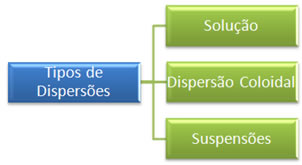 Tipos de
Dispersões
Solução
Dispersão Coloidal
Suspensões